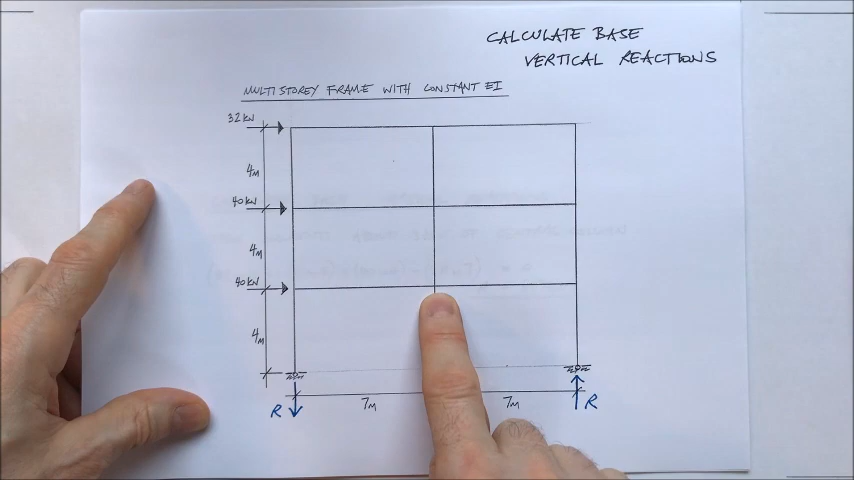 CALCULATE BASE
VERTICAL REACTIONS
MULTI STOREY FRAME WITH CONSTANT EI
32 KN
4M
40 KN
4M
40 KN
4M
R
7M
7M
R